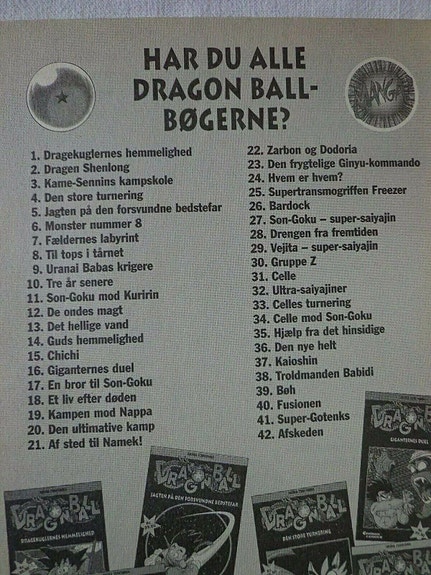 HAR DU ALLE
DRAGON BALL-
BØGERNE?
1. Dragekuglernes hemmelighed
2. Dragen Shenlong
3. Kame-Sennins kampskole
4. Den store turnering
5. Jagten på den forsvundne bedstefar
6. Monster nummer 8
7. Fældernes labyrint
8. Til tops i tårnet
9. Uranai Babas krigere
10. Tre år senere
11. Son-Goku mod Kuririn
12. De ondes magt
13. Det hellige vand
14. Guds hemmelighed
15. Chichi
16. Giganternes duel
17. En bror til Son-Goku
18. Et liv efter døden
19. Kampen mod Nappa
20. Den ultimative kamp
21. Af sted til Namek!
22. Zarbon og Dodoria
23. Den frygtelige Ginyu-kommando
24. Hvem er hvem?
25. Supertransmogriffen Freezer
26. Bardock
27. Son-Goku – super-saiyajin
28. Drengen fra fremtiden
29. Vejita – super-saiyajin
30. Gruppe Z
31. Celle
32. Ultra-saiyajiner
33. Celles turnering
34. Celle mod Son-Goku
35. Hjælp fra det hinsidige
36. Den nye helt
37. Kaioshin
38. Troldmanden Babidi
39. Bøh
40. Fusionen
41. Super-Gotenks
42. Afskeden
DRAGON BALL
DRAGEKUGLERNES HEMMELIGHED
DRAGON BALL
JAGTEN PÅ DEN FORSVUNDNE BEDSTEFAR
DRAGON BALL
DEN STORE TURNERING
DRAGON BALL
GIGANTERNES DUEL